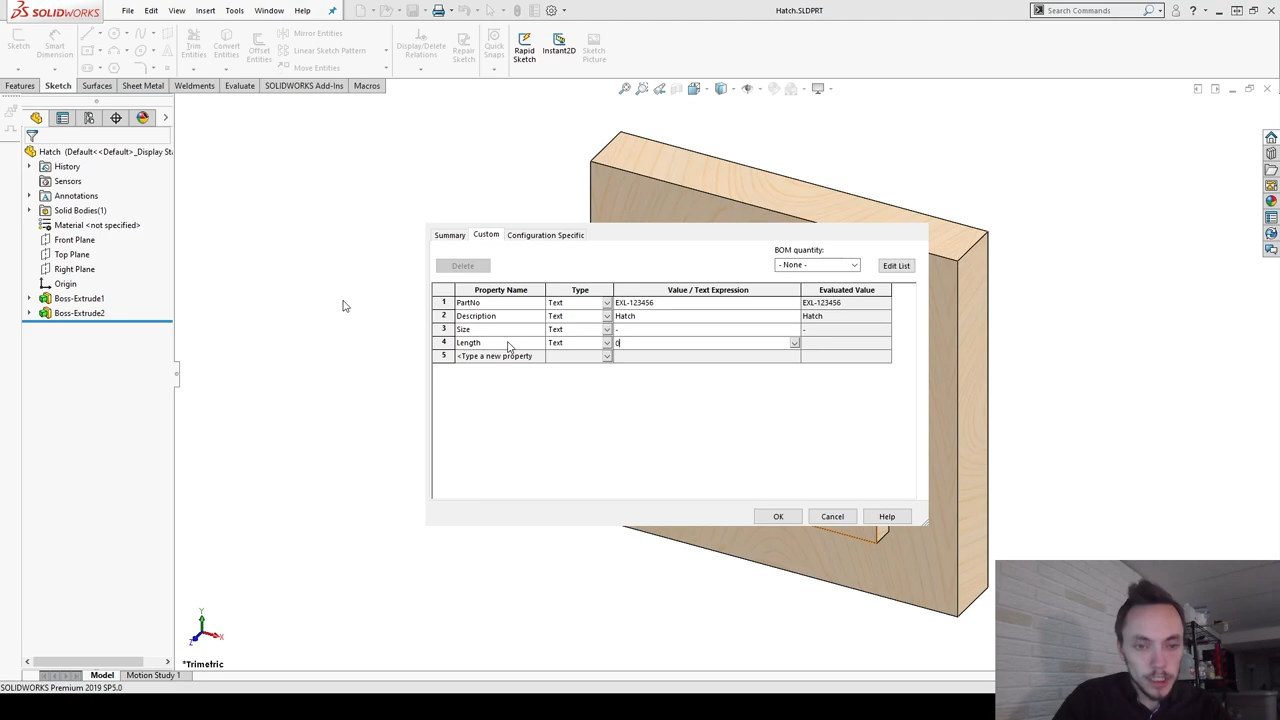 SOLIDWORKS File Edit View Insert Tools Window Help Hatch.SLDPRT Search Commands
Sketch Smart Dimension Trim Entities Convert Entities Offset Entities Mirror Entities Linear Sketch Pattern Move Entities Display/Delete Relations Repair Sketch Quick Snaps Rapid Sketch Instant2D Sketch Picture
Features Sketch Surfaces Sheet Metal Weldments Evaluate SOLIDWORKS Add-Ins Macros
Hatch (Default<<Default>_Display St
History
Sensors
Annotations
Solid Bodies(1)
Material <not specified>
Front Plane
Top Plane
Right Plane
Origin
Boss-Extrude1
Boss-Extrude2
Summary Custom Configuration Specific
BOM quantity:
Delete - None - Edit List
Property Name Type Value / Text Expression Evaluated Value
1 PartNo Text EXL-123456 EXL-123456
2 Description Text Hatch Hatch
3 Size Text - -
4 Length Text 0
5 <Type a new property
OK Cancel Help
Y
X
Z
*Trimetric
Model Motion Study 1
SOLIDWORKS Premium 2019 SP5.0